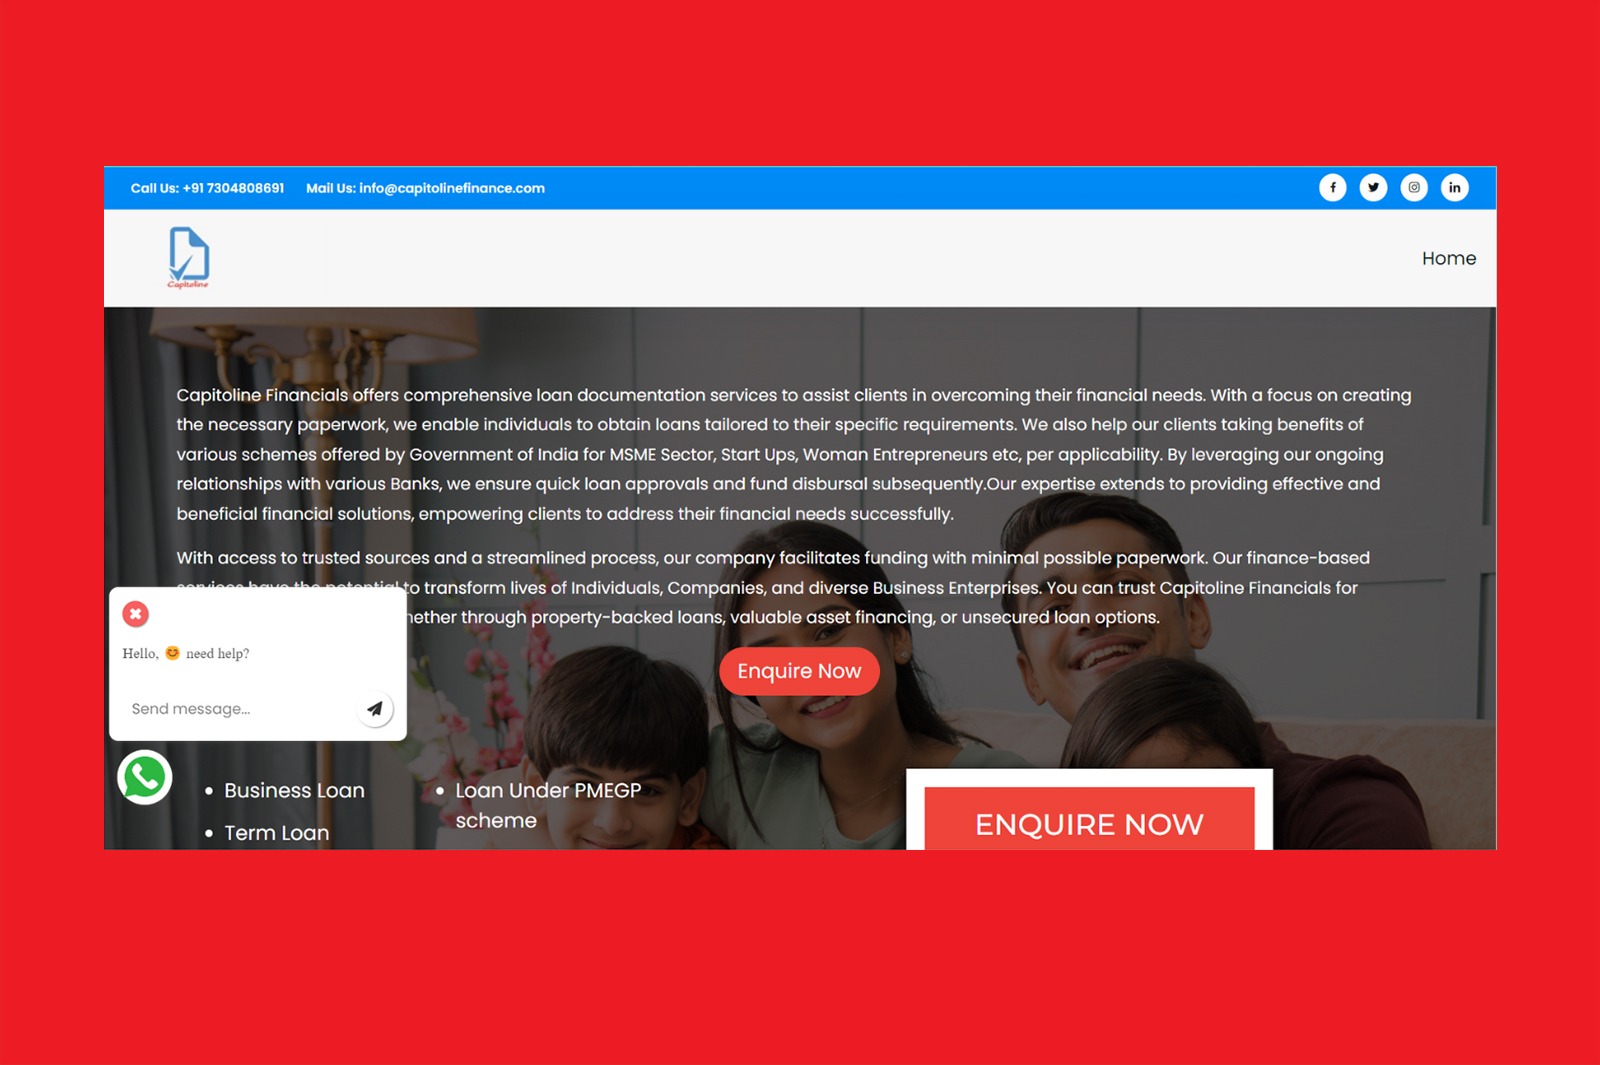 Call Us: +91 7304808691 Mail Us: info@capitolinefinance.com
Capitoline
Home
Capitoline Financials offers comprehensive loan documentation services to assist clients in overcoming their financial needs. With a focus on creating
the necessary paperwork, we enable individuals to obtain loans tailored to their specific requirements. We also help our clients taking benefits of
various schemes offered by Government of India for MSME Sector, Start Ups, Woman Entrepreneurs etc, per applicability. By leveraging our ongoing
relationships with various Banks, we ensure quick loan approvals and fund disbursal subsequently.Our expertise extends to providing effective and
beneficial financial solutions, empowering clients to address their financial needs successfully.
With access to trusted sources and a streamlined process, our company facilitates funding with minimal possible paperwork. Our finance-based
services have the potential to transform lives of Individuals, Companies, and diverse Business Enterprises. You can trust Capitoline Financials for
through property-backed loans, valuable asset financing, or unsecured loan options.
Hello, 😊 need help?
Send message...
Enquire Now
Business Loan
Term Loan
Loan Under PMEGP
scheme
ENQUIRE NOW